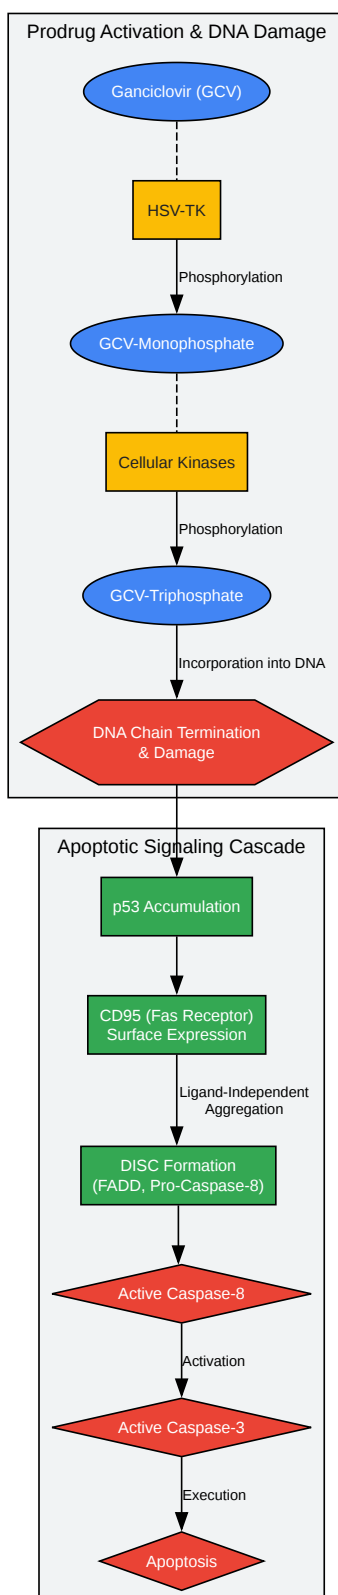 Prodrug Activation & DNA Damage
Ganciclovir (GCV)
HSV-TK
Phosphorylation
GCV-Monophosphate
Cellular Kinases
Phosphorylation
GCV-Triphosphate
Incorporation into DNA
DNA Chain Termination
& Damage
Apoptotic Signaling Cascade
p53 Accumulation
CD95 (Fas Receptor)
Surface Expression
Ligand-Independent
Aggregation
DISC Formation
(FADD, Pro-Caspase-8)
Active Caspase-8
Activation
Active Caspase-3
Execution
Apoptosis